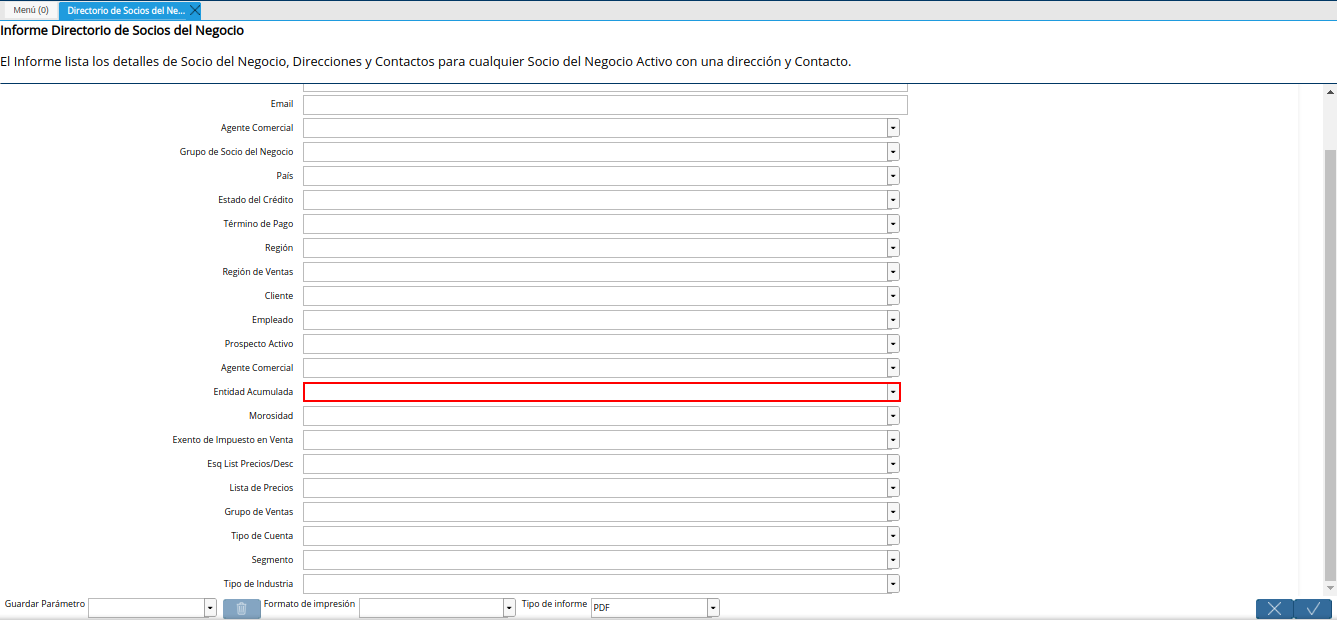 Menú (0)
Directorio de Socios del Ne...
Informe Directorio de Socios del Negocio
El Informe lista los detalles de Socio del Negocio, Direcciones y Contactos para cualquier Socio del Negocio Activo con una dirección y Contacto.
Email
Agente Comercial
Grupo de Socio del Negocio
País
Estado del Crédito
Término de Pago
Región
Región de Ventas
Cliente
Empleado
Prospecto Activo
Agente Comercial
Entidad Acumulada
Morosidad
Exento de Impuesto en Venta
Esq List Precios/Desc
Lista de Precios
Grupo de Ventas
Tipo de Cuenta
Segmento
Tipo de Industria
Guardar Parámetro
Formato de impresión
Tipo de informe
PDF